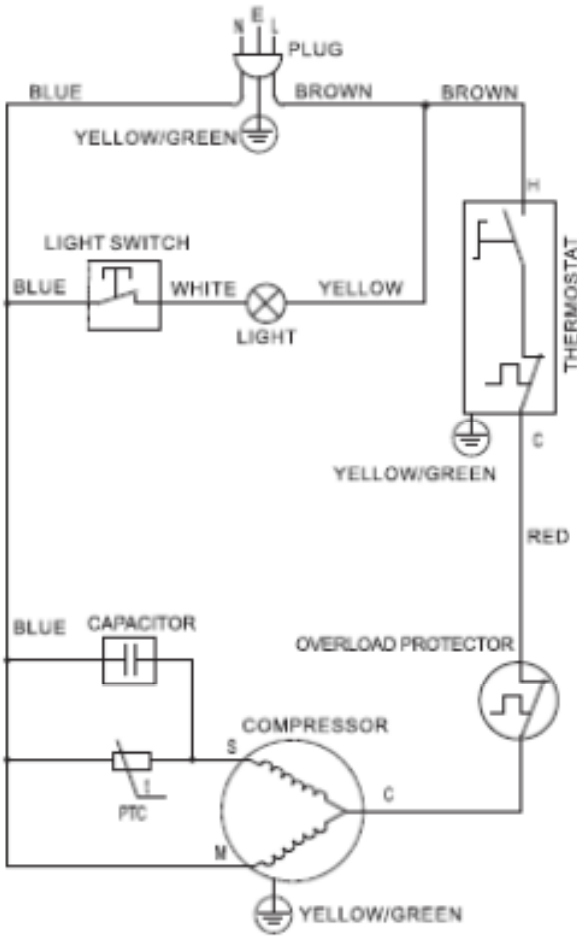 N E L
PLUG
BLUE
BROWN
BROWN
YELLOW/GREEN
H
LIGHT SWITCH
BLUE
WHITE
YELLOW
LIGHT
THERMOSTAT
C
YELLOW/GREEN
RED
BLUE
CAPACITOR
OVERLOAD PROTECTOR
COMPRESSOR
S
C
t
PTC
M
YELLOW/GREEN